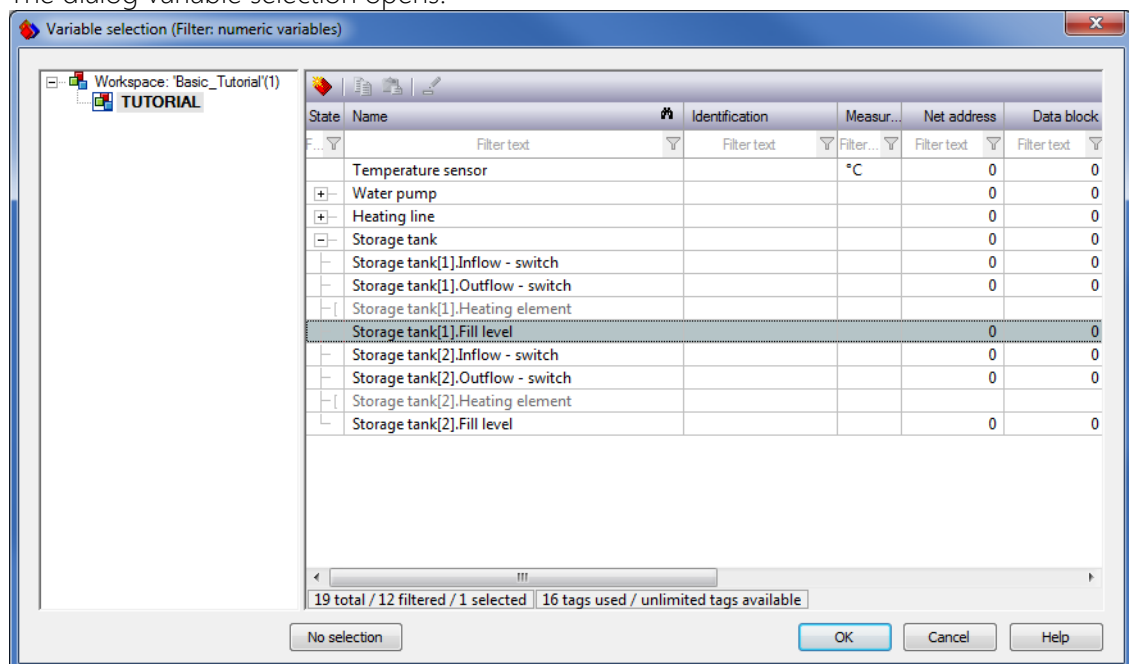 The dialog variable selection opens.
Variable selection (Filter: numeric variables)
Workspace: 'Basic_Tutorial'(1)
TUTORIAL
State Name Identification Measur... Net address Data block
F... Filter text Filter text Filter... Filter text Filter text
Temperature sensor °C 0 0
Water pump 0 0
Heating line 0 0
Storage tank 0 0
Storage tank[1].Inflow - switch 0 0
Storage tank[1].Outflow - switch 0 0
Storage tank[1].Heating element
Storage tank[1].Fill level 0 0
Storage tank[2].Inflow - switch 0 0
Storage tank[2].Outflow - switch 0 0
Storage tank[2].Heating element
Storage tank[2].Fill level 0 0
19 total / 12 filtered / 1 selected 16 tags used / unlimited tags available
No selection OK Cancel Help